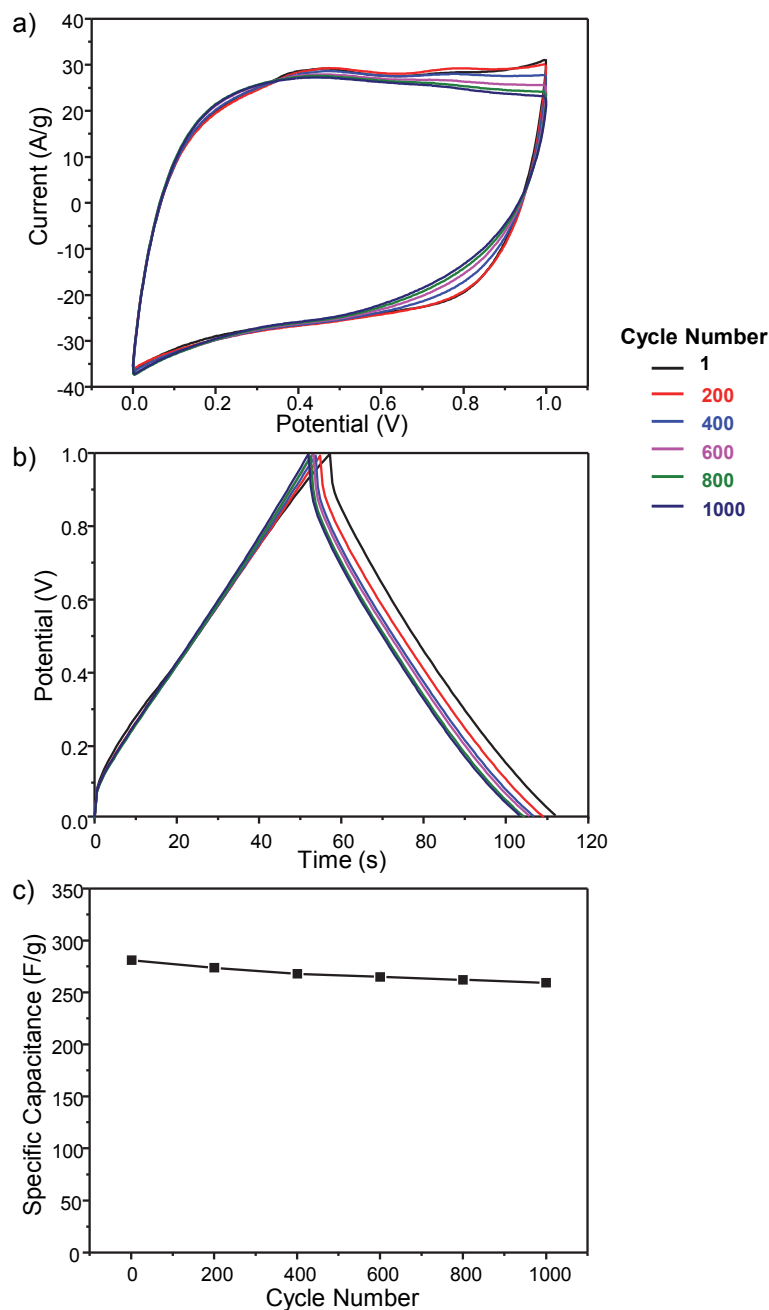 a)
40
30
20
10
0
-10
-20
-30
-40
Current (A/g)
0.0 0.2 0.4 0.6 0.8 1.0
Potential (V)
Cycle Number
1
200
400
600
800
1000
b)
1.0
0.8
0.6
0.4
0.2
0.0
Potential (V)
0 20 40 60 80 100 120
Time (s)
c)
350
300
250
200
150
100
50
0
Specific Capacitance (F/g)
0 200 400 600 800 1000
Cycle Number